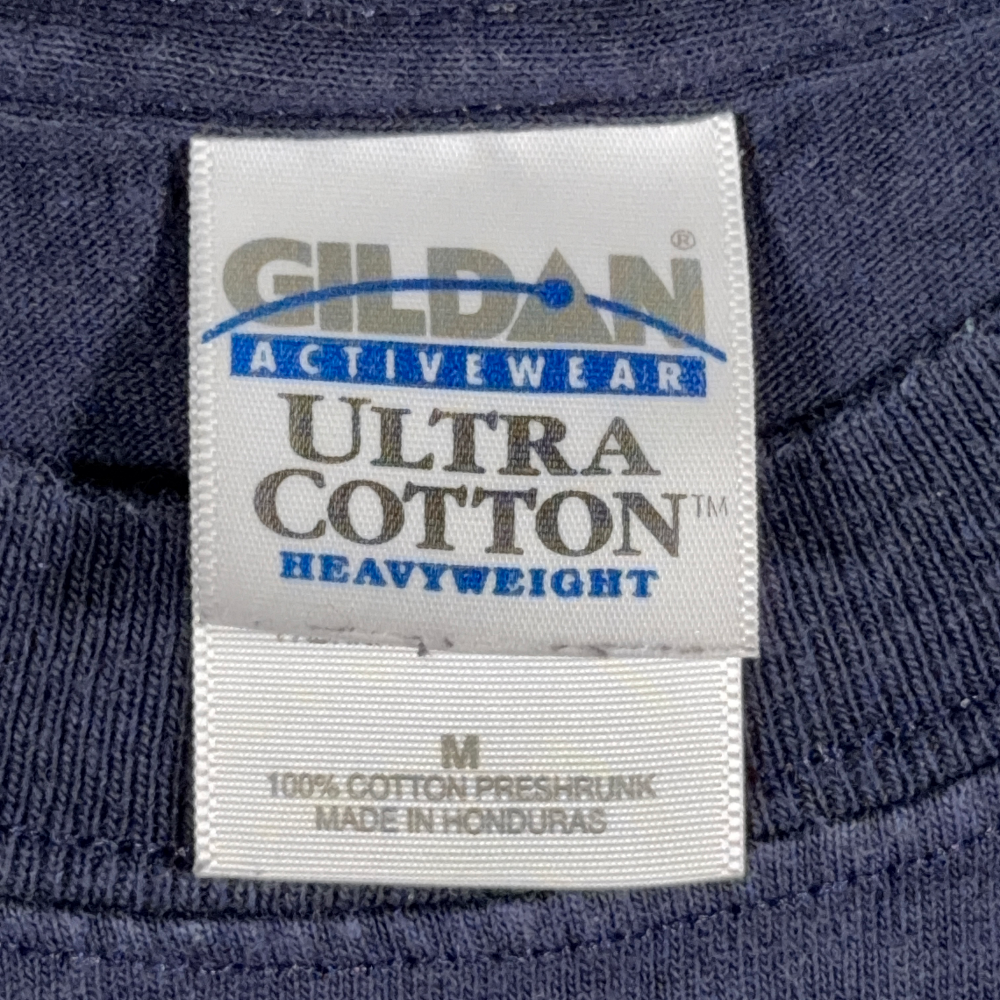 GILDAN®
ACTIVEWEAR
ULTRA
COTTON™
HEAVYWEIGHT
M
100% COTTON PRESHRUNK
MADE IN HONDURAS